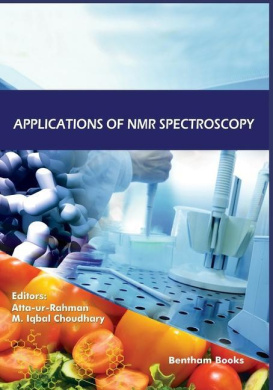 APPLICATIONS OF NMR SPECTROSCOPY
Editors:
Atta-ur-Rahman
M. Iqbal Choudhary
Bentham Books